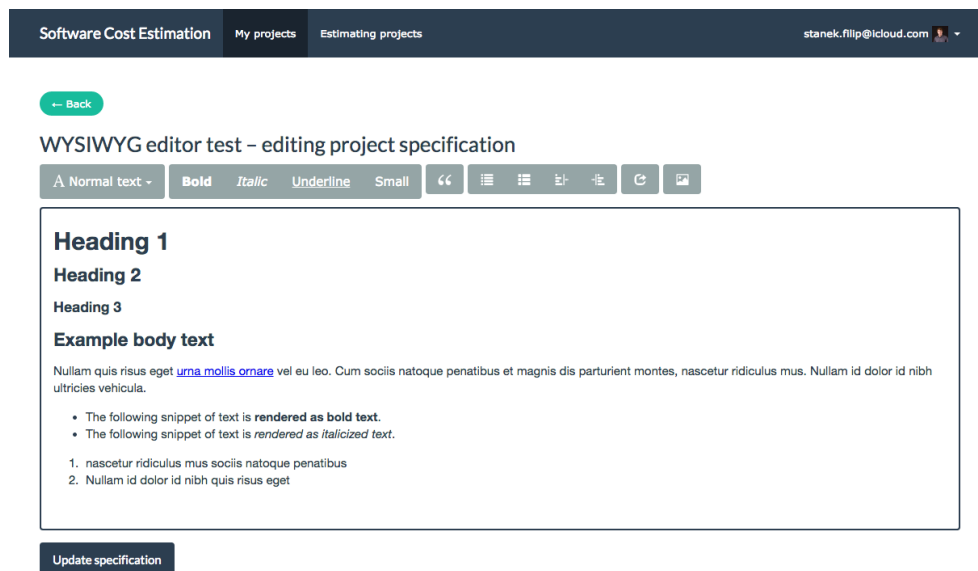 Software Cost Estimation My projects Estimating projects stanek.filip@icloud.com
← Back
WYSIWYG editor test – editing project specification
A Normal text Bold Italic Underline Small
Heading 1
Heading 2
Heading 3
Example body text
Nullam quis risus eget urna mollis ornare vel eu leo. Cum sociis natoque penatibus et magnis dis parturient montes, nascetur ridiculus mus. Nullam id dolor id nibh
ultricies vehicula.
• The following snippet of text is rendered as bold text.
• The following snippet of text is rendered as italicized text.
1. nascetur ridiculus mus sociis natoque penatibus
2. Nullam id dolor id nibh quis risus eget
Update specification